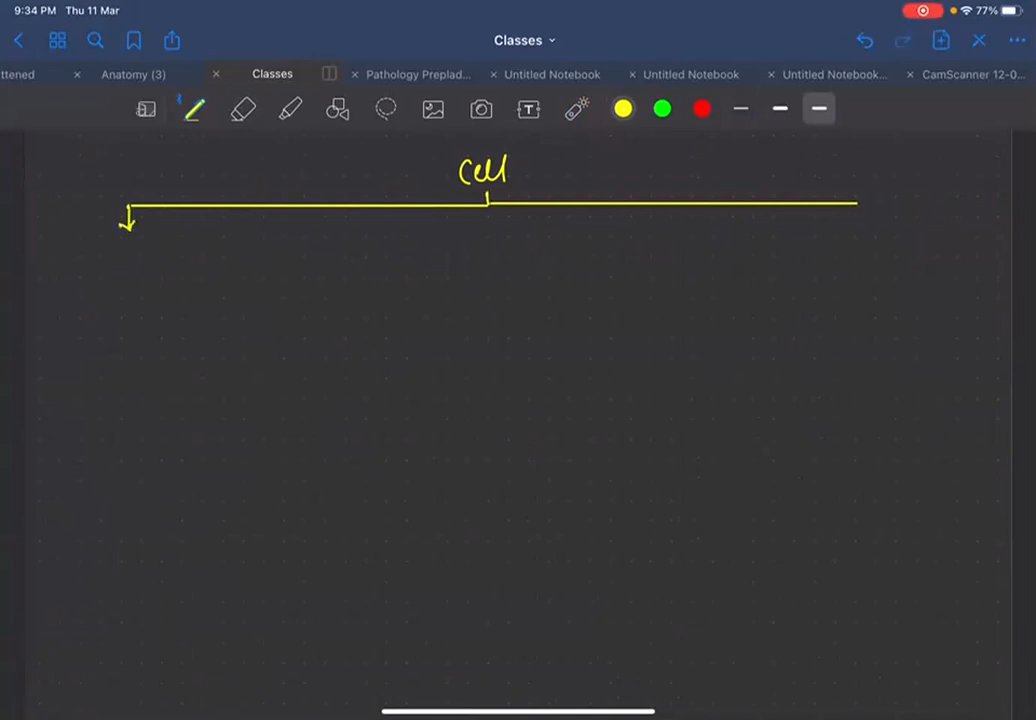 9:34 PM Thu 11 Mar
77%
Classes
ttened
Anatomy (3)
Classes
Pathology Preplad...
Untitled Notebook
Untitled Notebook
Untitled Notebook...
CamScanner 12-0...
T
Cell